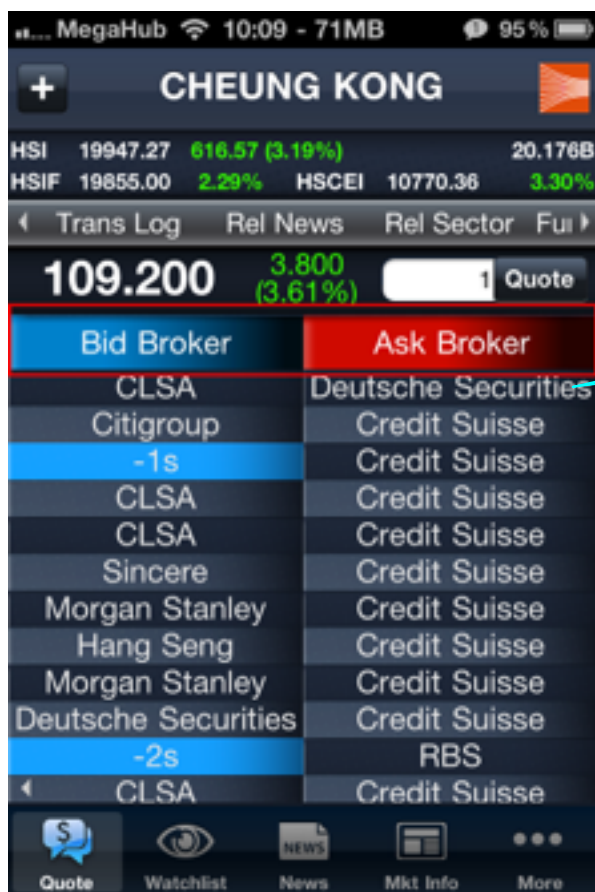 MegaHub 10:09 - 71MB 95%
+ CHEUNG KONG
HSI 19947.27 616.57 (3.19%) 20.176B
HSIF 19855.00 2.29% HSCEI 10770.36 3.30%
Trans Log Rel News Rel Sector Fu
109.200 3.800 (3.61%) 1 Quote
Bid Broker Ask Broker
CLSA Deutsche Securities
Citigroup Credit Suisse
-1s Credit Suisse
CLSA Credit Suisse
CLSA Credit Suisse
Sincere Credit Suisse
Morgan Stanley Credit Suisse
Hang Seng Credit Suisse
Morgan Stanley Credit Suisse
Deutsche Securities Credit Suisse
-2s RBS
CLSA Credit Suisse
S NEWS
Quote Watchlist News Mkt Info More